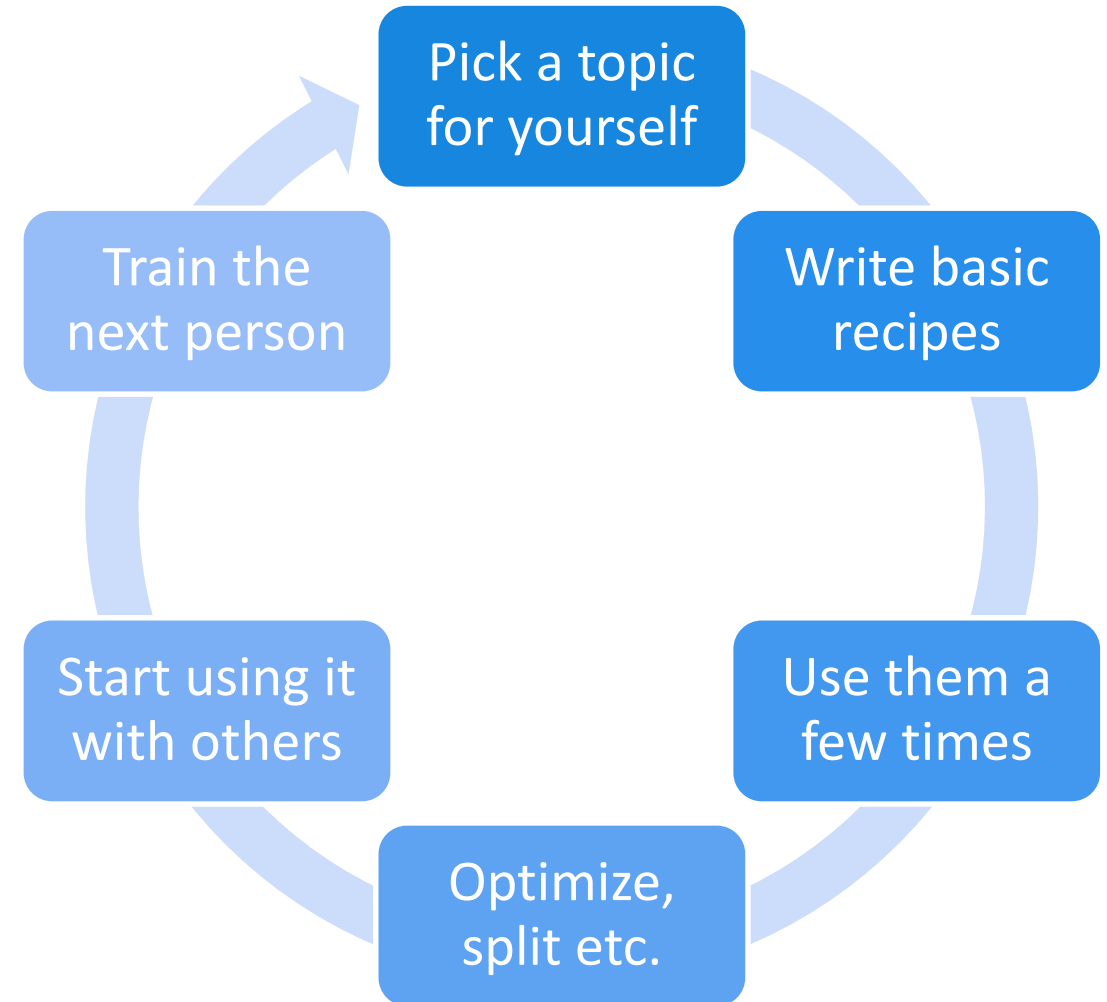 Pick a topic
for yourself
Write basic
recipes
Use them a
few times
Optimize,
split etc.
Start using it
with others
Train the
next person